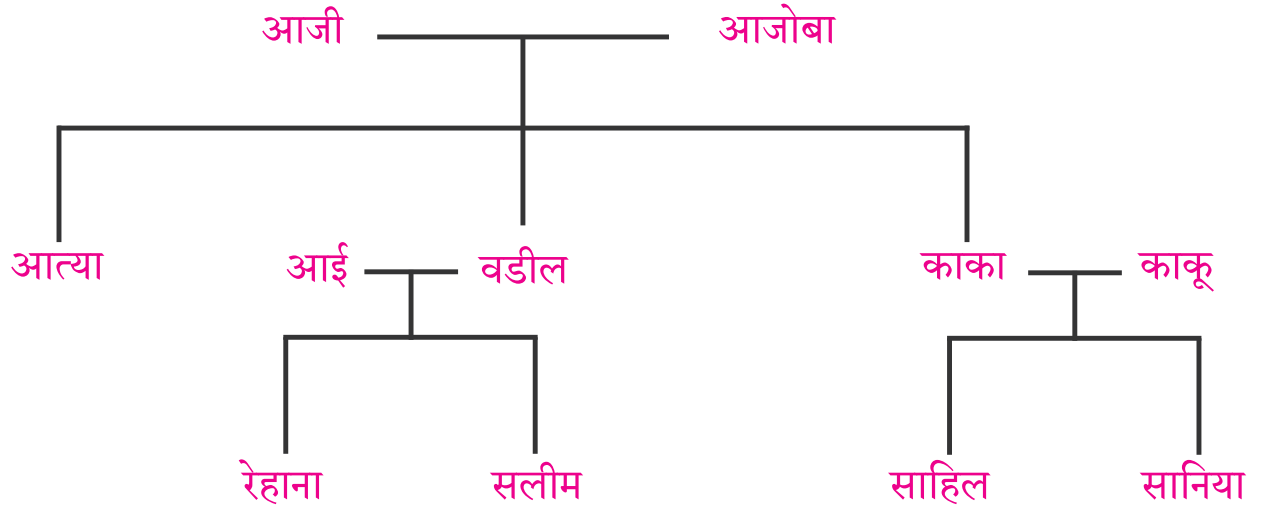 आजी आजोबा
आत्या आई वडील काका काकू
रेहाना सलीम साहिल सानिया